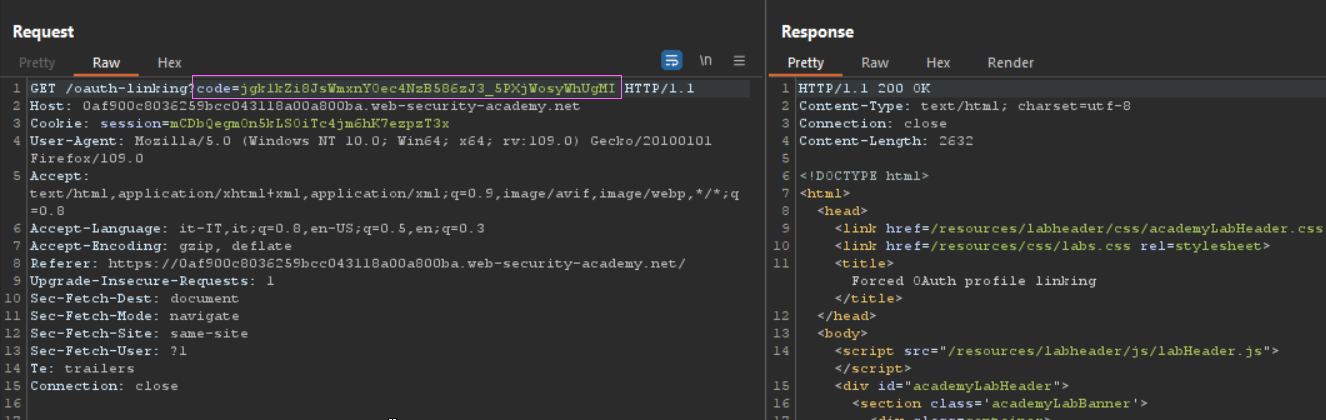 Request
Pretty Raw Hex \n
1 GET /oauth-linking?code=jgklkZi8JsWmxnY0ec4NzB586zJ3_5PXjWosyWhUgMI HTTP/1.1
2 Host: 0af900c8036259bcc043118a00a800ba.web-security-academy.net
3 Cookie: session=mCDbQegm0n5kLS0iTc4jm6hK7ezpzT3x
4 User-Agent: Mozilla/5.0 (Windows NT 10.0; Win64; x64; rv:109.0) Gecko/20100101
Firefox/109.0
5 Accept:
text/html,application/xhtml+xml,application/xml;q=0.9,image/avif,image/webp,*/*;q
=0.8
6 Accept-Language: it-IT,it;q=0.8,en-US;q=0.5,en;q=0.3
7 Accept-Encoding: gzip, deflate
8 Referer: https://0af900c8036259bcc043118a00a800ba.web-security-academy.net/
9 Upgrade-Insecure-Requests: 1
10 Sec-Fetch-Dest: document
11 Sec-Fetch-Mode: navigate
12 Sec-Fetch-Site: same-site
13 Sec-Fetch-User: ?1
14 Te: trailers
15 Connection: close
16
Response
Pretty Raw Hex Render
1 HTTP/1.1 200 OK
2 Content-Type: text/html; charset=utf-8
3 Connection: close
4 Content-Length: 2632
5
6 <!DOCTYPE html>
7 <html>
8 <head>
9 <link href=/resources/labheader/css/academyLabHeader.css
10 <link href=/resources/css/labs.css rel=stylesheet>
11 <title>
Forced OAuth profile linking
</title>
12 </head>
13 <body>
14 <script src="/resources/labheader/js/labHeader.js">
</script>
15 <div id="academyLabHeader">
16 <section class='academyLabBanner'>